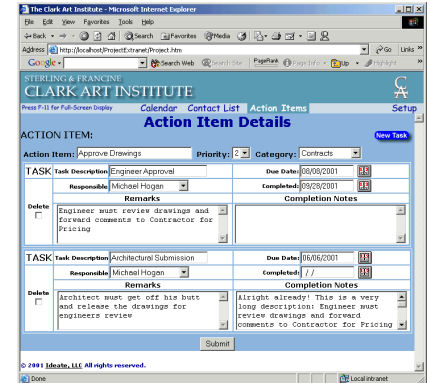 The Clark Art Institute - Microsoft Internet Explorer
File Edit View Favorites Tools Help
Back Search Favorites Media
Address http://localhost/ProjectExtranet/Project.htm Go Links »
Google Search Web Search Site PageRank Page Info Up Highlight
STERLING & FRANCINE
CLARK ART INSTITUTE
Press F-11 for Full-Screen Display Calendar Contact List Action Items Setup
Action Item Details
ACTION ITEM: New Task
Action Item: Approve Drawings Priority: 2 Category: Contracts
TASK Task Description Engineer Approval Due Date: 08/08/2001
Responsible Michael Hogan Completed: 09/28/2001
Delete Remarks Completion Notes
Engineer must review drawings and
forward comments to Contractor for
Pricing
TASK Task Description Architectural Submission Due Date: 06/06/2001
Responsible Michael Hogan Completed: / /
Delete Remarks Completion Notes
Architect must get off his butt Alright already! This is a very
and release the drawings for long description: Engineer must
engineers review review drawings and forward
comments to Contractor for Pricing
Submit
© 2001 Ideate, LLC All rights reserved.
Done Local intranet